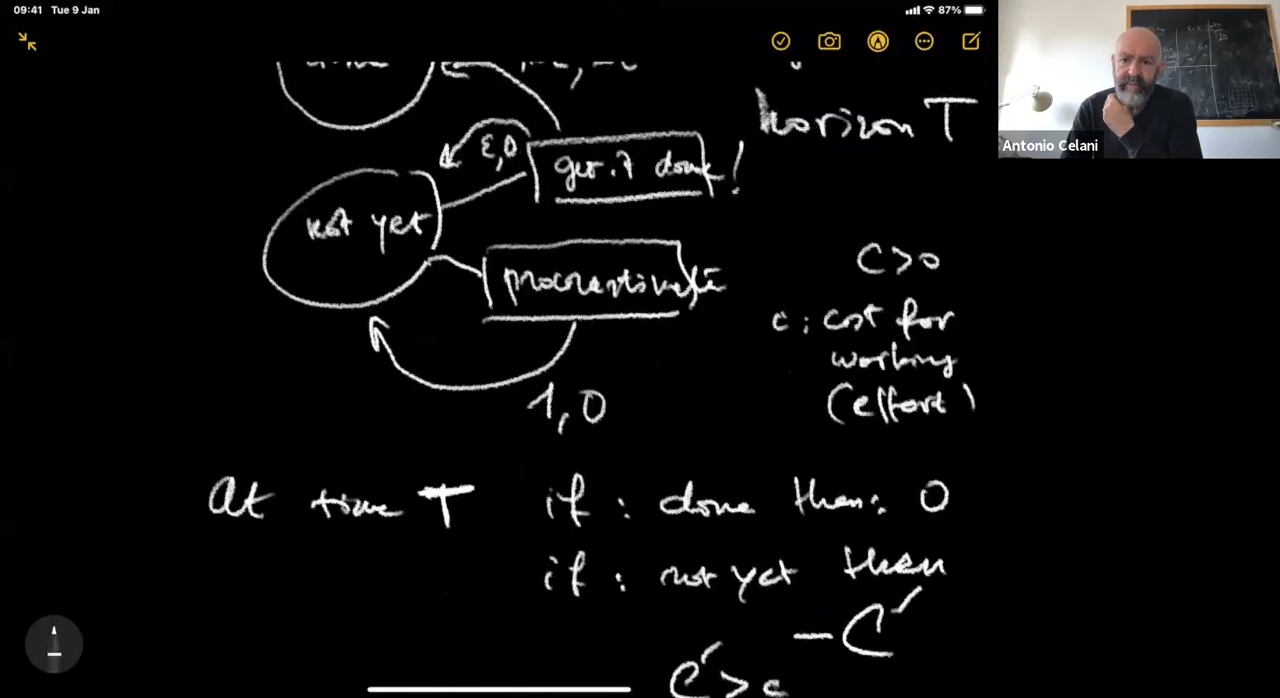 09:41 Tue 9 Jan
87%
Antonio Celani
horizon T
ε,0
get it done!
not yet
procrastinate
1,0
C>0
c: cost for
working
(effort)
At time T if: done then: 0
if: not yet then
-C'
C'>c